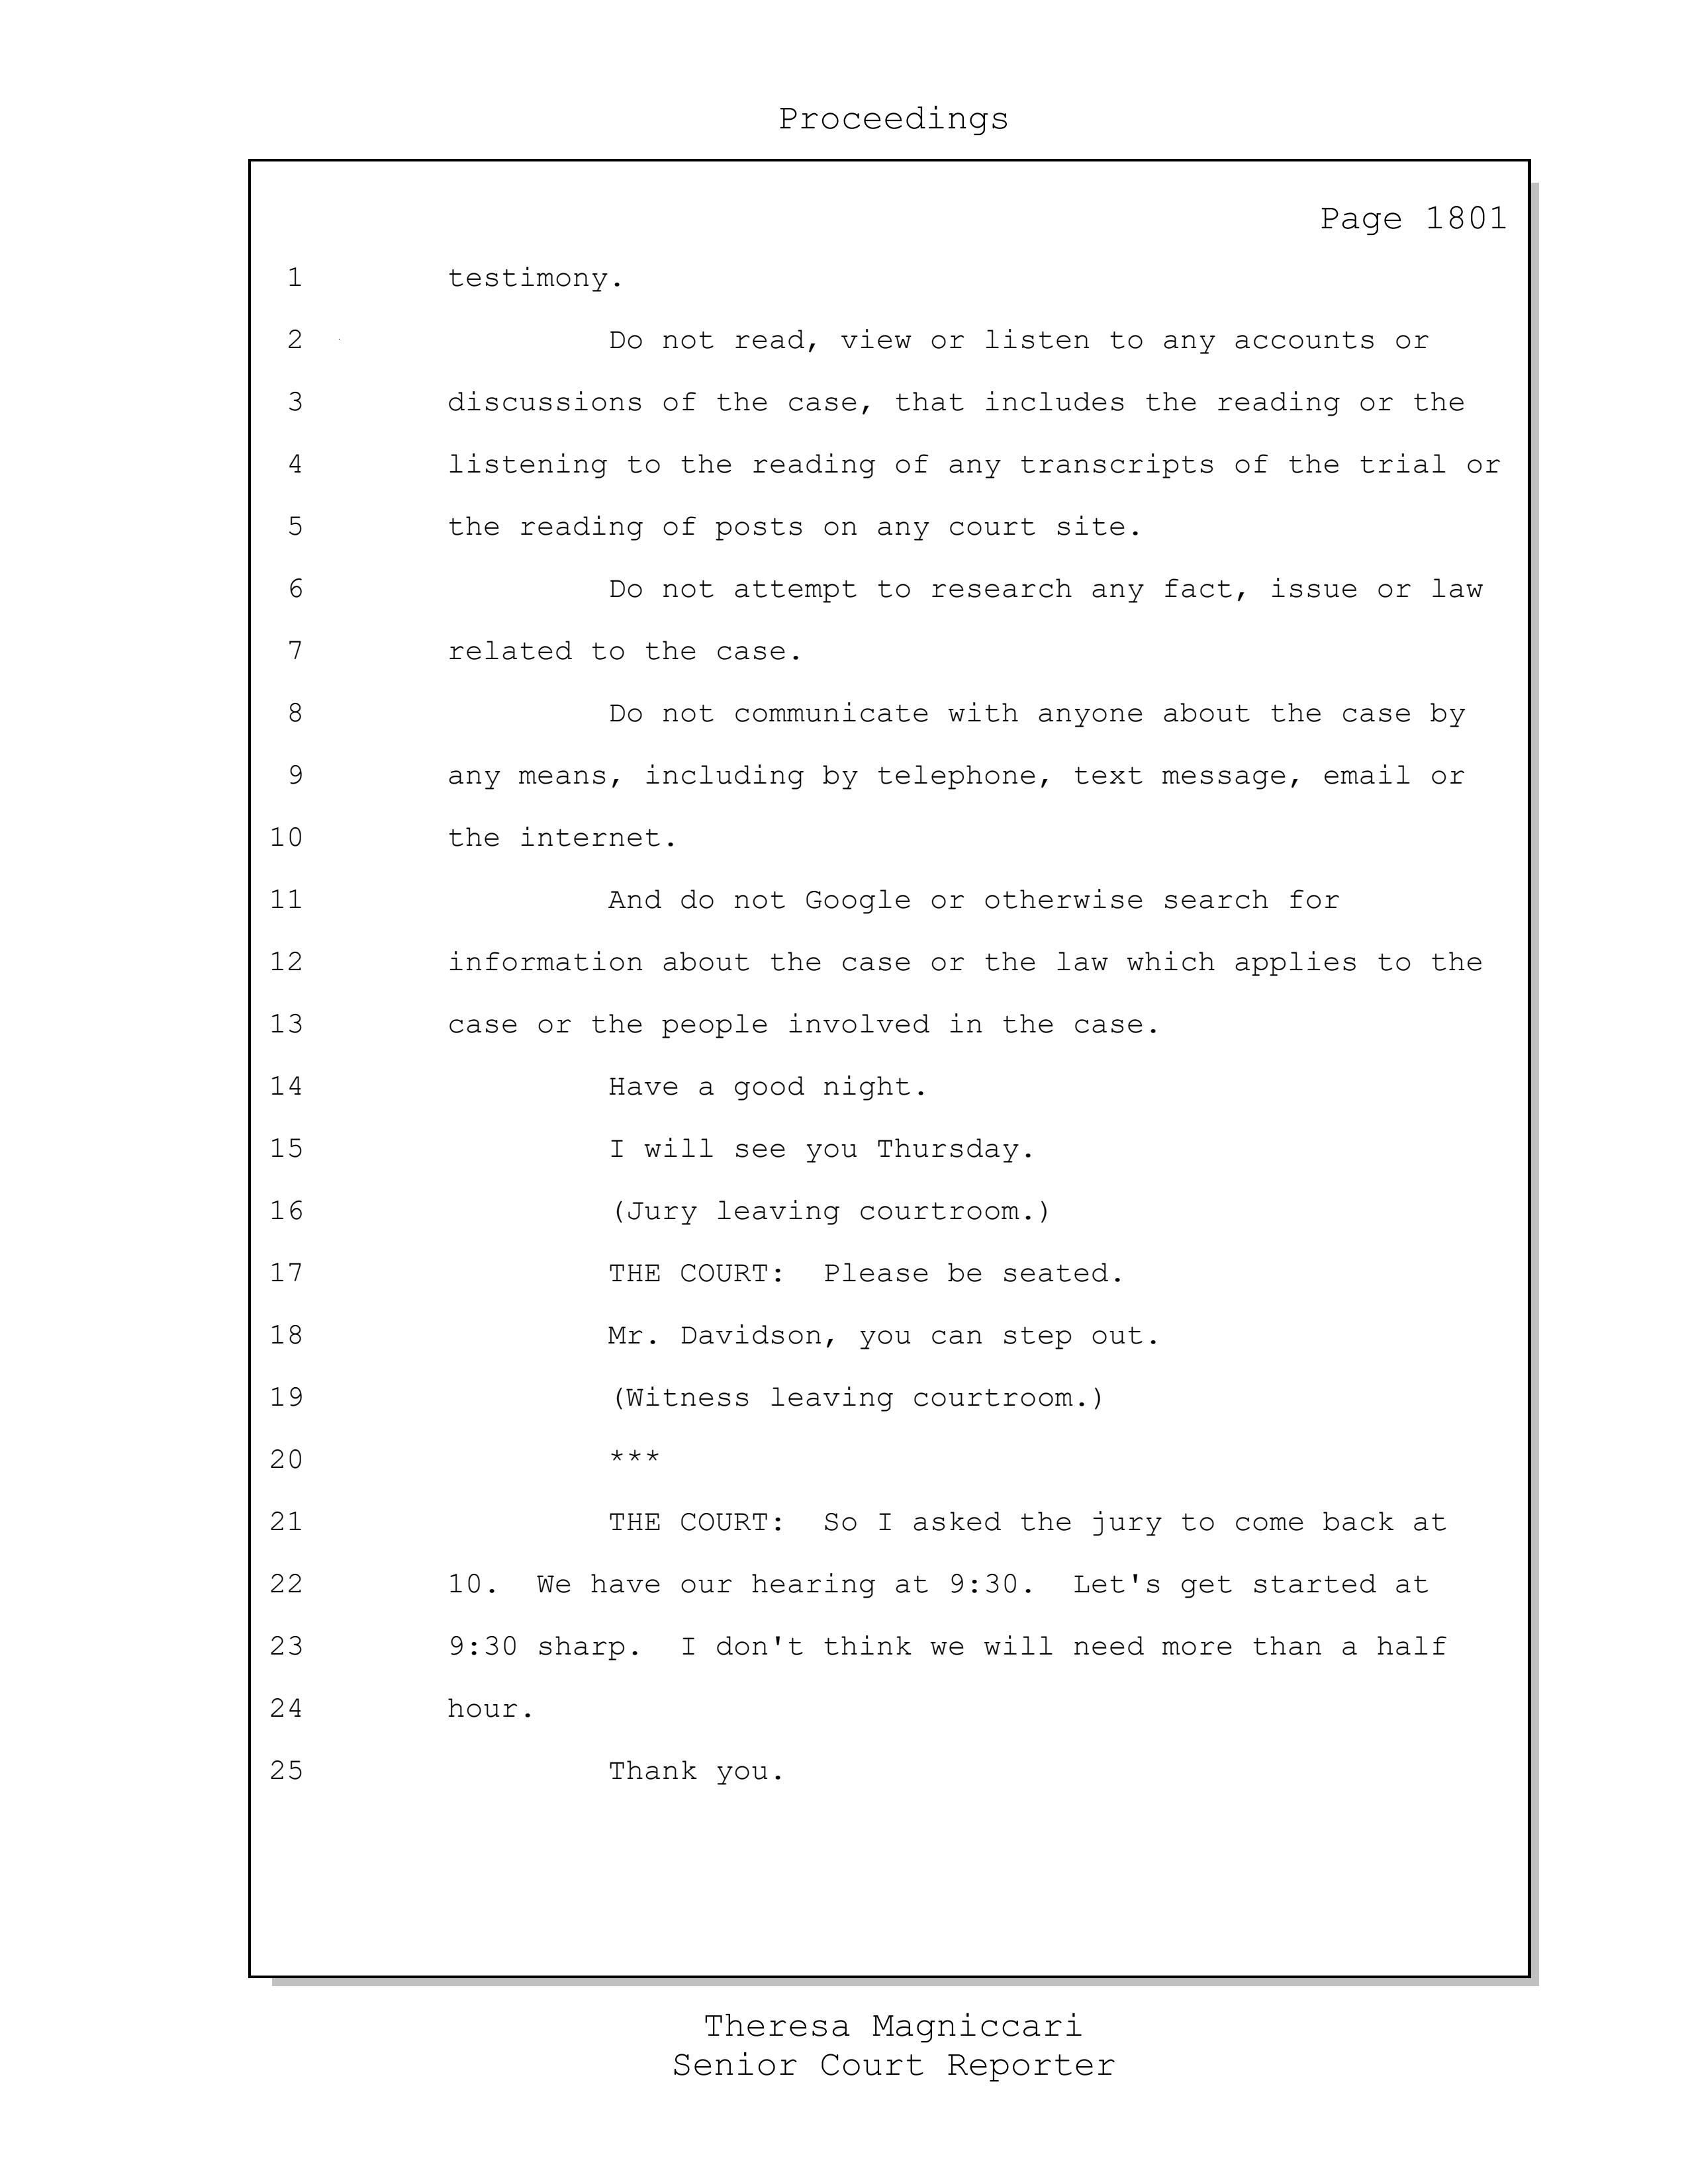 Proceedings
Page 1801
1 testimony.
2 Do not read, view or listen to any accounts or
3 discussions of the case, that includes the reading or the
4 listening to the reading of any transcripts of the trial or
5 the reading of posts on any court site.
6 Do not attempt to research any fact, issue or law
7 related to the case.
8 Do not communicate with anyone about the case by
9 any means, including by telephone, text message, email or
10 the internet.
11 And do not Google or otherwise search for
12 information about the case or the law which applies to the
13 case or the people involved in the case.
14 Have a good night.
15 I will see you Thursday.
16 (Jury leaving courtroom.)
17 THE COURT:  Please be seated.
18 Mr. Davidson, you can step out.
19 (Witness leaving courtroom.)
20 ***
21 THE COURT:  So I asked the jury to come back at
22 10.  We have our hearing at 9:30.  Let's get started at
23 9:30 sharp.  I don't think we will need more than a half
24 hour.
25 Thank you.
Theresa Magniccari
Senior Court Reporter